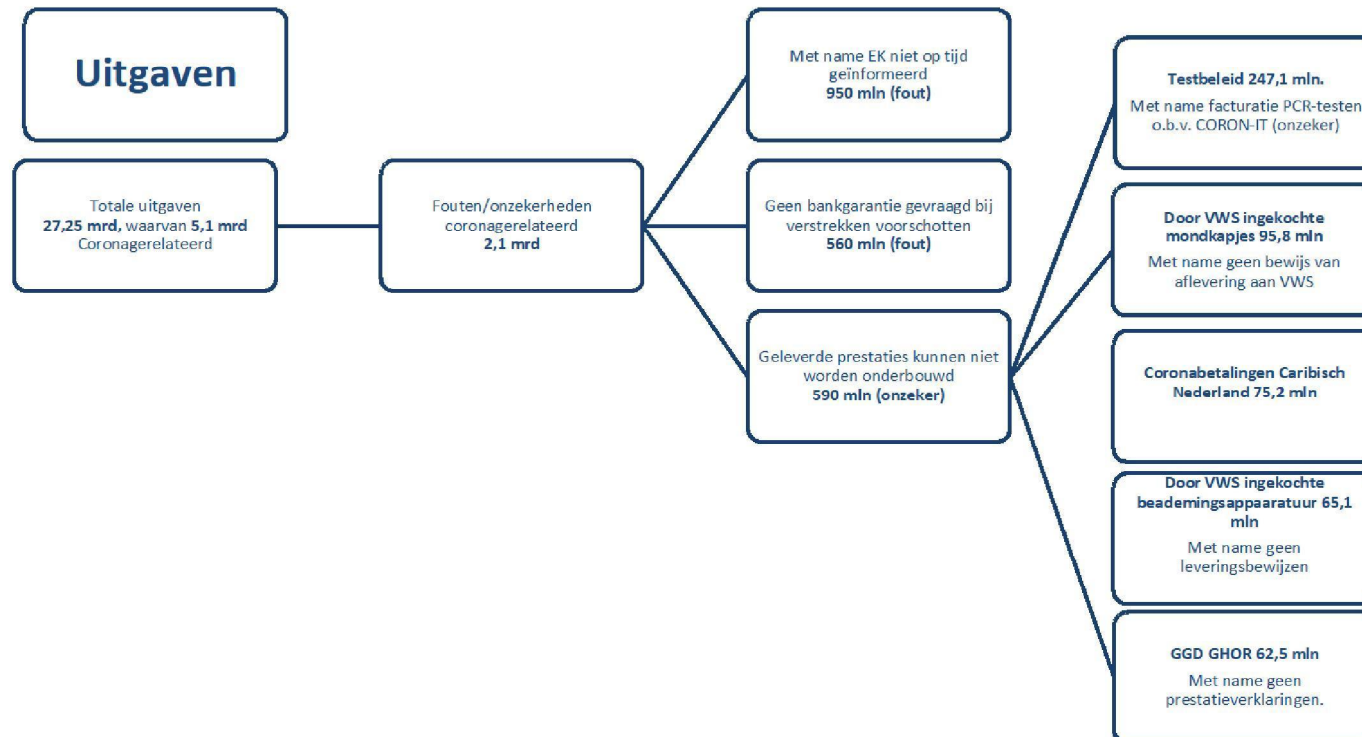 Uitgaven
Totale uitgaven
27,25 mrd, waarvan 5,1 mrd
Coronagerelateerd
Fouten/onzekerheden
coronagerelateerd
2,1 mrd
Met name EK niet op tijd
geïnformeerd
950 mln (fout)
Geen bankgarantie gevraagd bij
verstrekken voorschotten
560 mln (fout)
Geleverde prestaties kunnen niet
worden onderbouwd
590 mln (onzeker)
Testbeleid 247,1 mln.
Met name facturatie PCR-testen
o.b.v. CORON-IT (onzeker)
Door VWS ingekochte
mondkapjes 95,8 mln
Met name geen bewijs van
aflevering aan VWS
Coronabetalingen Caribisch
Nederland 75,2 mln
Door VWS ingekochte
beademingsappaaratuur 65,1
mln
Met name geen
leveringsbewijzen
GGD GHOR 62,5 mln
Met name geen
prestatieverklaringen.